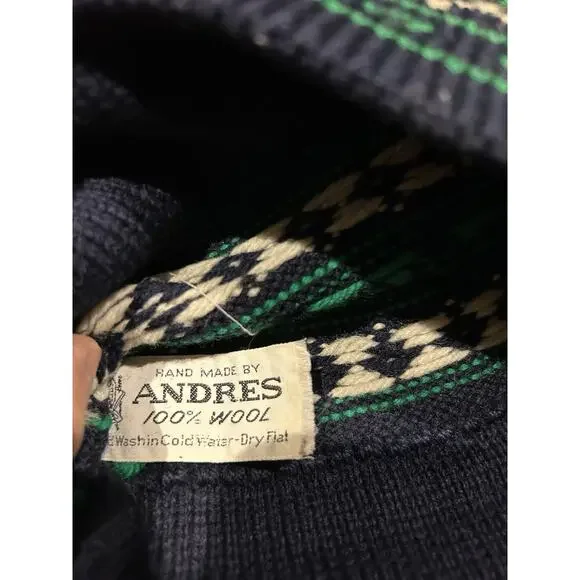 HAND MADE BY
ANDRES
100% WOOL
Wash in Cold Water-Dry Flat